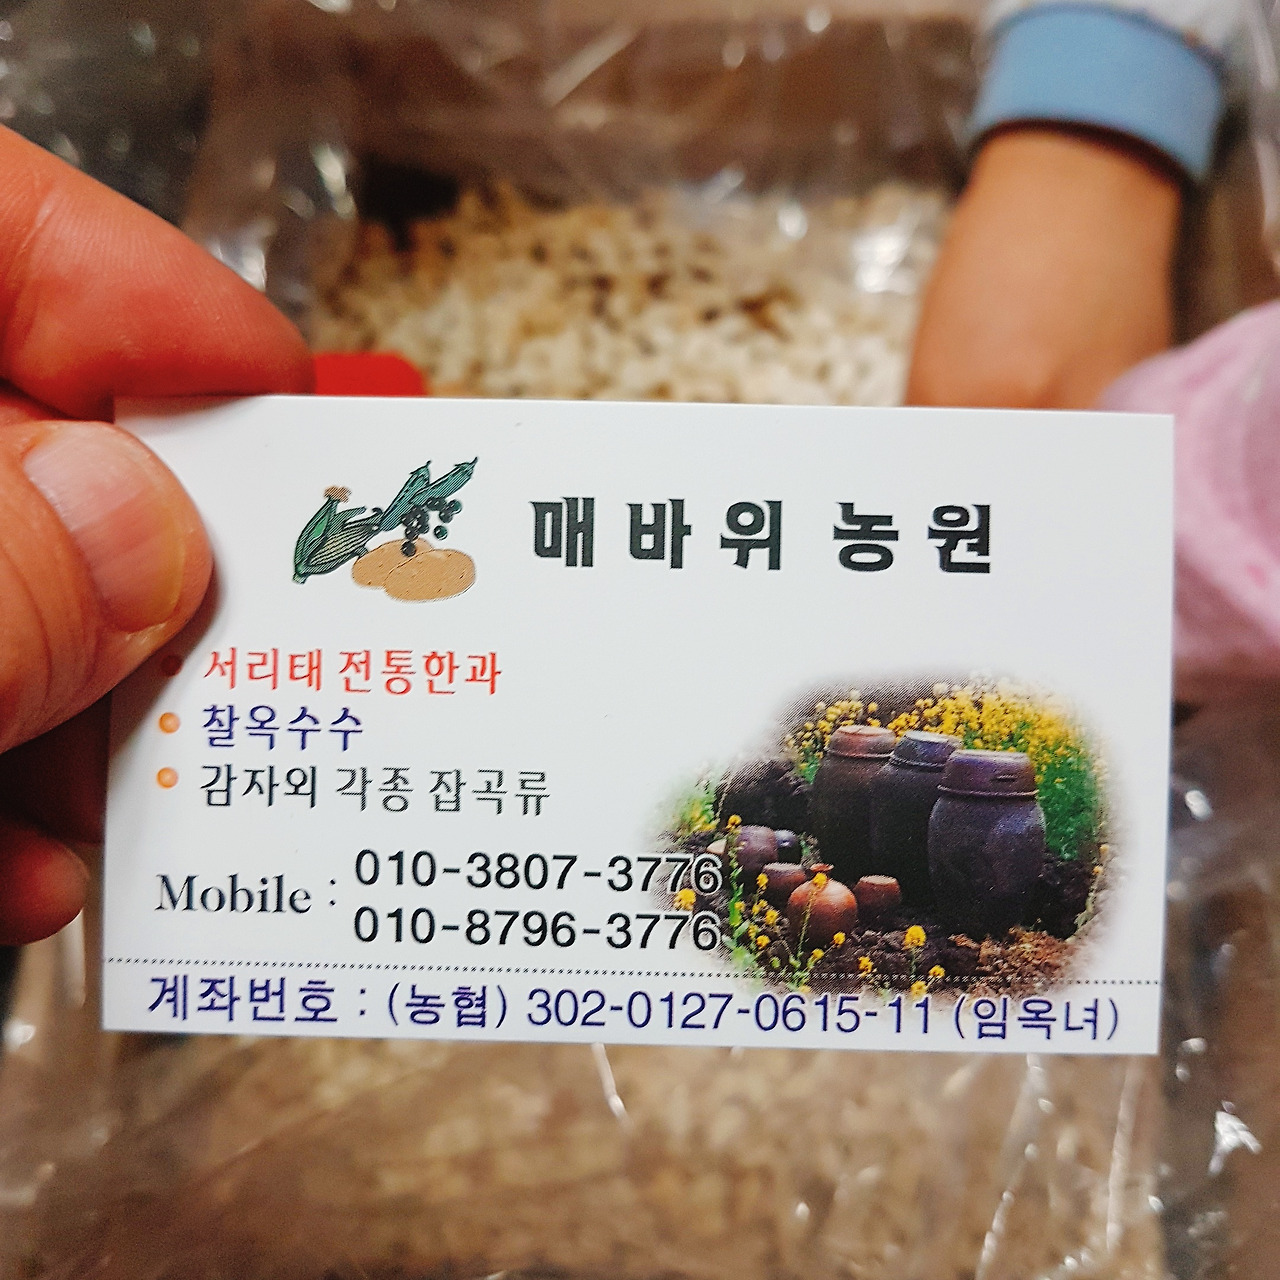 매바위 농원
서리태 전통한과
찰옥수수
감자외 각종 잡곡류
Mobile : 010-3807-3776
010-8796-3776
계좌번호 : (농협) 302-0127-0615-11 (임옥녀)